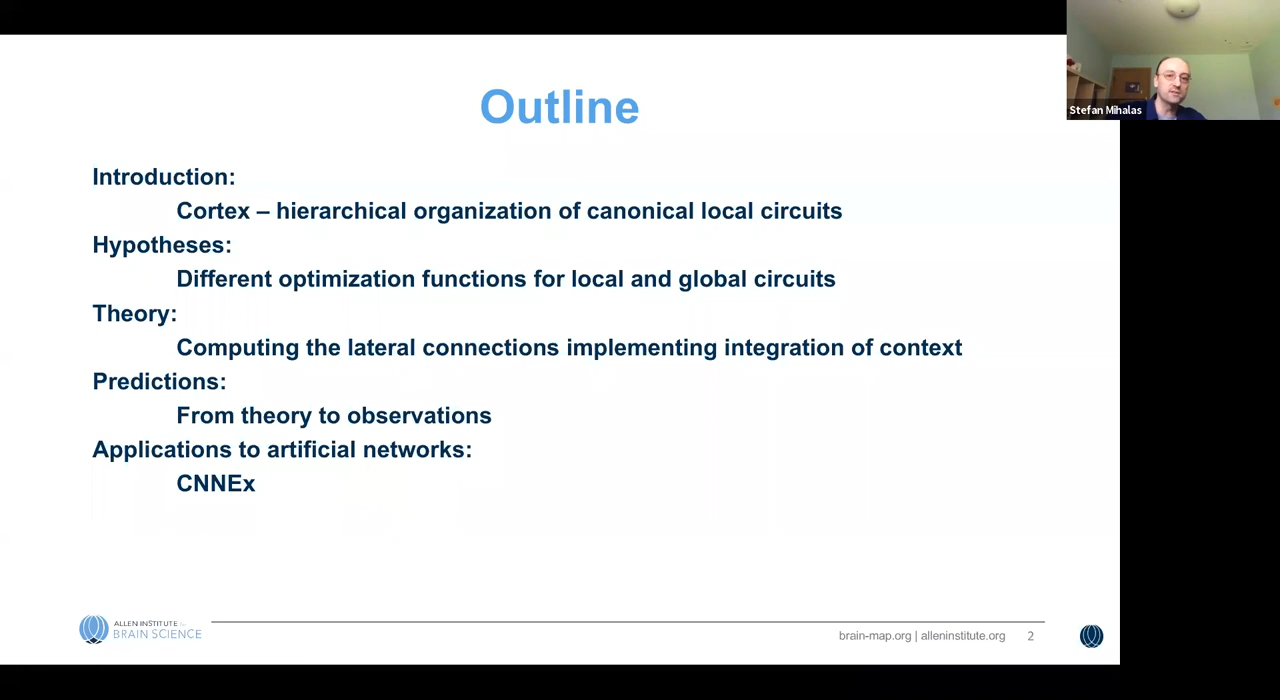 Outline
Stefan Mihalas
Introduction:
Cortex – hierarchical organization of canonical local circuits
Hypotheses:
Different optimization functions for local and global circuits
Theory:
Computing the lateral connections implementing integration of context
Predictions:
From theory to observations
Applications to artificial networks:
CNNEx
ALLEN INSTITUTE for
BRAIN SCIENCE
brain-map.org | alleninstitute.org 2